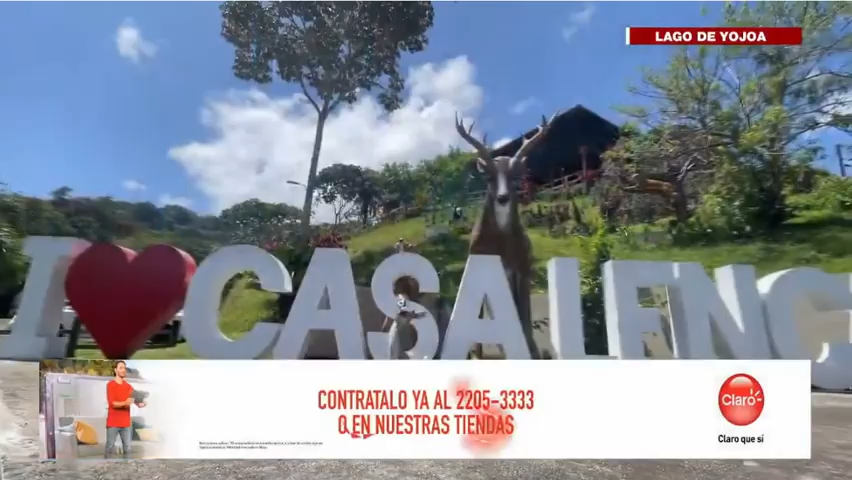 LAGO DE YOJOA
I CASA LENC
CONTRATALO YA AL 2205-3333
O EN NUESTRAS TIENDAS
Claro
Claro que sí